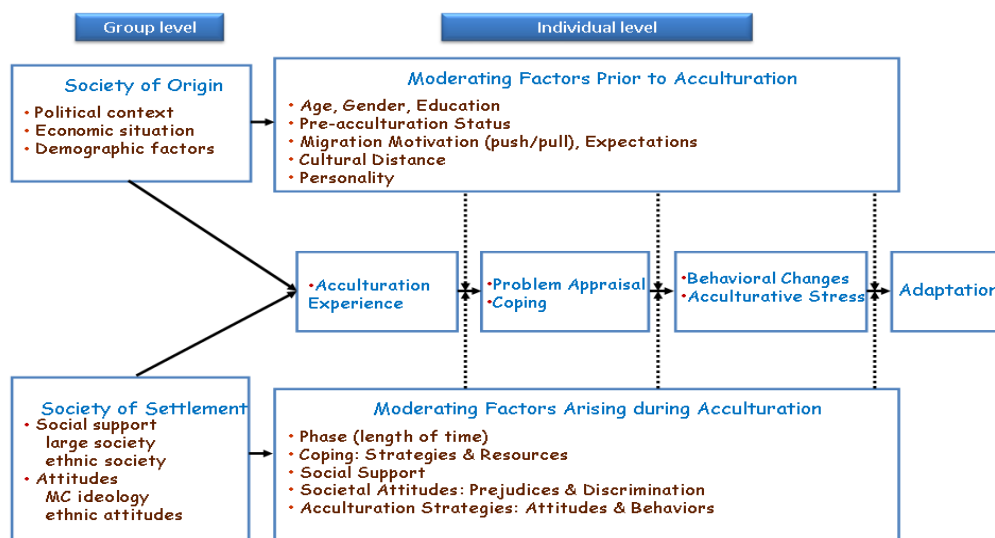 Group level
Individual level
Society of Origin
• Political context
• Economic situation
• Demographic factors
Moderating Factors Prior to Acculturation
• Age, Gender, Education
• Pre-acculturation Status
• Migration Motivation (push/pull), Expectations
• Cultural Distance
• Personality
• Acculturation
Experience
• Problem Appraisal
• Coping
• Behavioral Changes
• Acculturative Stress
Adaptation
Society of Settlement
• Social support
large society
ethnic society
• Attitudes
MC ideology
ethnic attitudes
Moderating Factors Arising during Acculturation
• Phase (length of time)
• Coping: Strategies & Resources
• Social Support
• Societal Attitudes: Prejudices & Discrimination
• Acculturation Strategies: Attitudes & Behaviors